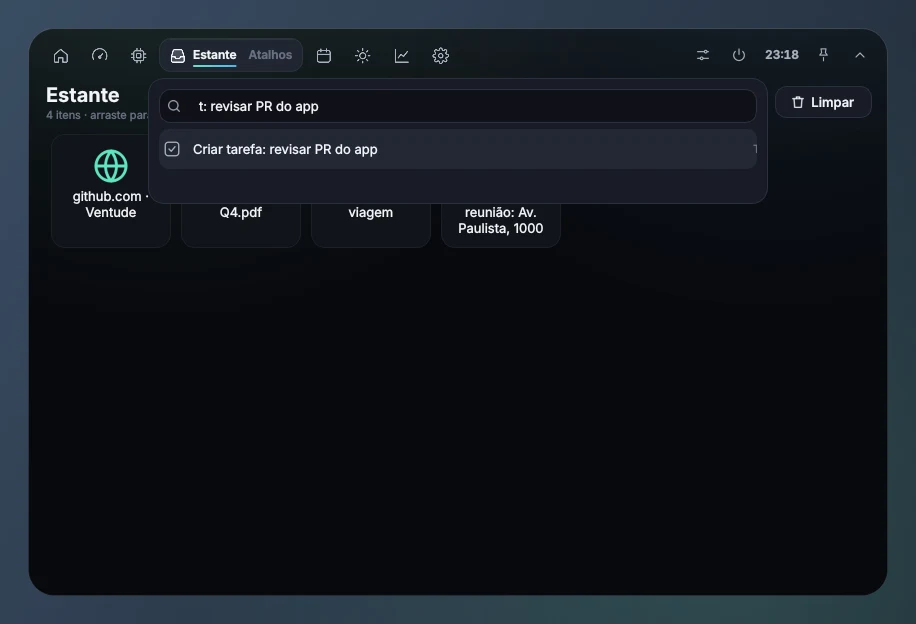 Estante
Atalhos
23:18
Estante
4 itens · arraste par
t: revisar PR do app
Limpar
Criar tarefa: revisar PR do app
github.com ·
Ventude
Q4.pdf
viagem
reunião: Av.
Paulista, 1000